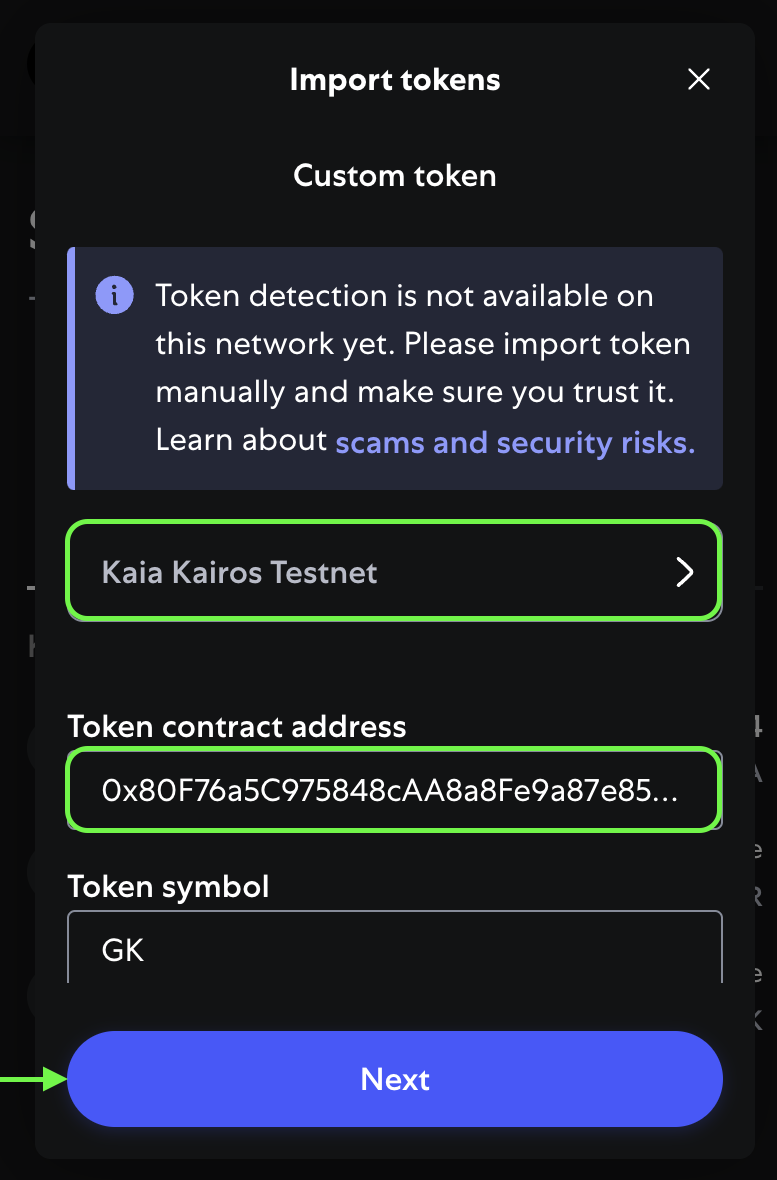 Import tokens
Custom token
Token detection is not available on
this network yet. Please import token
manually and make sure you trust it.
Learn about scams and security risks.
Kaia Kairos Testnet
Token contract address
0x80F76a5C975848cAA8a8Fe9a87e85...
Token symbol
GK
Next